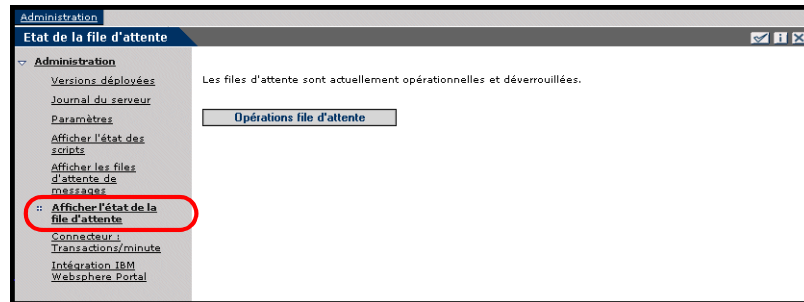 Administration
Etat de la file d'attente
Administration
Versions déployées
Journal du serveur
Paramètres
Afficher l'état des
scripts
Afficher les files
d'attente de
messages
Afficher l'état de la
file d'attente
Connecteur :
Transactions/minute
Intégration IBM
Websphere Portal
Les files d'attente sont actuellement opérationnelles et déverrouillées.
Opérations file d'attente